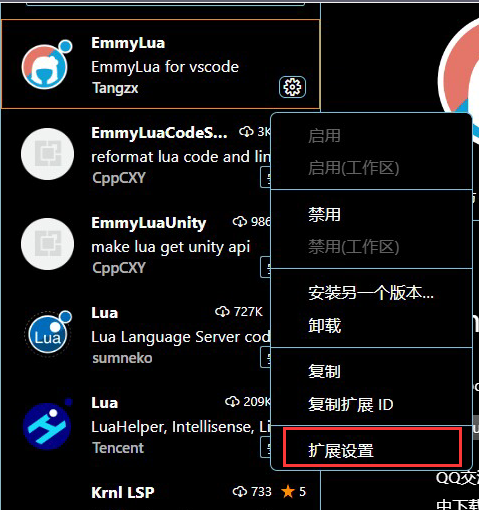 EmmyLua
EmmyLua for vscode
Tangzx
EmmyLuaCodeS... 3K
reformat lua code and lin
CppCXY
EmmyLuaUnity 986
make lua get unity api
CppCXY
Lua 727K
Lua Language Server cod
sumneko
Lua
Lua 209K
LuaHelper, Intellisense, Li
Tencent
Krnl LSP 733 5
启用
启用(工作区)
禁用
禁用(工作区)
安装另一个版本...
卸载
复制
复制扩展 ID
扩展设置
QQ交流
中下载